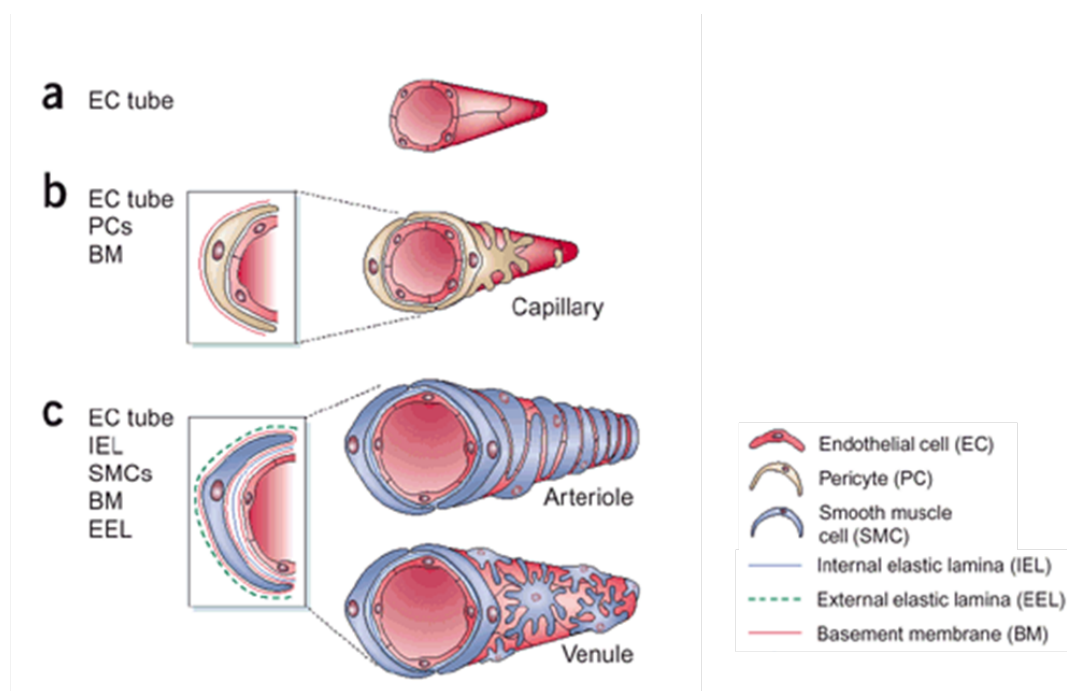 a
EC tube
b
EC tube
PCs
BM
Capillary
c
EC tube
IEL
SMCs
BM
EEL
Arteriole
Venule
Endothelial cell (EC)
Pericyte (PC)
Smooth muscle
cell (SMC)
Internal elastic lamina (IEL)
External elastic lamina (EEL)
Basement membrane (BM)